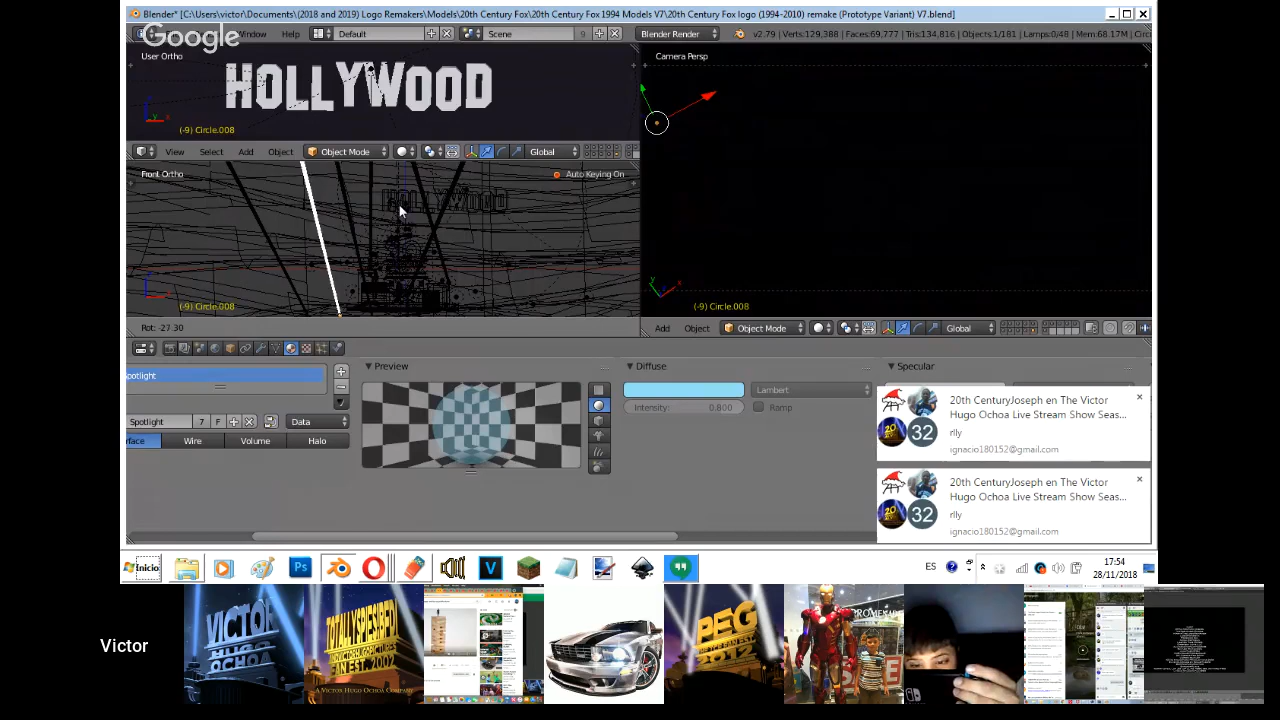 Blender* [C:\Users\victor\Documents\(2018 and 2019) Logo Remakers\Models\20th Century Fox\20th Century Fox 1994 Models V7\20th Century Fox logo (1994-2010) remake (Prototype Variant) V7.blend]
Google
Window Help Default Scene 9 Blender Render v2.79 | Verts:129,388 | Faces:69,777 | Tris:134,816 | Objects:1/181 | Lamps:0/48 | Mem:68.17M | Circ
User Ortho
Camera Persp
HOLLYWOOD
(-9) Circle.008
View Select Add Object Object Mode Global
Front Ortho
Auto Keying On
HOLLYWOOD
(-9) Circle.008
(-9) Circle.008
Rot: -27.30
Add Object Object Mode Global
Preview
Diffuse
Specular
Spotlight
Lambert
Intensity: 0.800
Ramp
Spotlight 7 F Data
rface Wire Volume Halo
20th CenturyJoseph en The Victor
Hugo Ochoa Live Stream Show Seas...
rlly
32
ignacio180152@gmail.com
20th CenturyJoseph en The Victor
Hugo Ochoa Live Stream Show Seas...
rlly
32
ignacio180152@gmail.com
Inicio
Ps
V
ES
17:54
28/11/2018
Victor